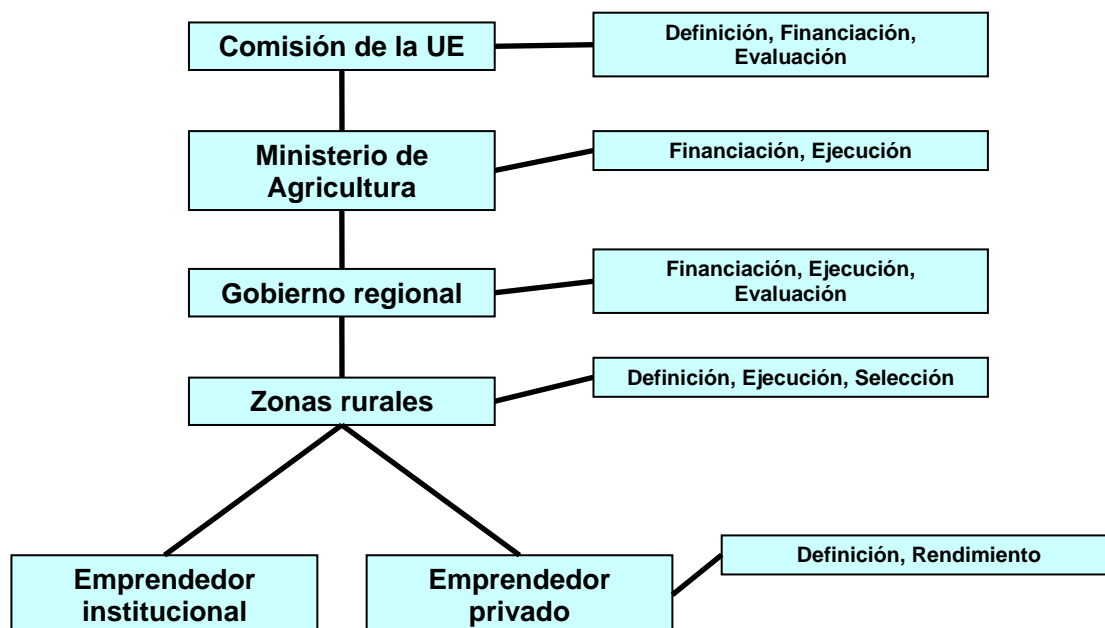 Comisión de la UE
Definición, Financiación,
Evaluación
Ministerio de
Agricultura
Financiación, Ejecución
Gobierno regional
Financiación, Ejecución,
Evaluación
Zonas rurales
Definición, Ejecución, Selección
Emprendedor
institucional
Emprendedor
privado
Definición, Rendimiento